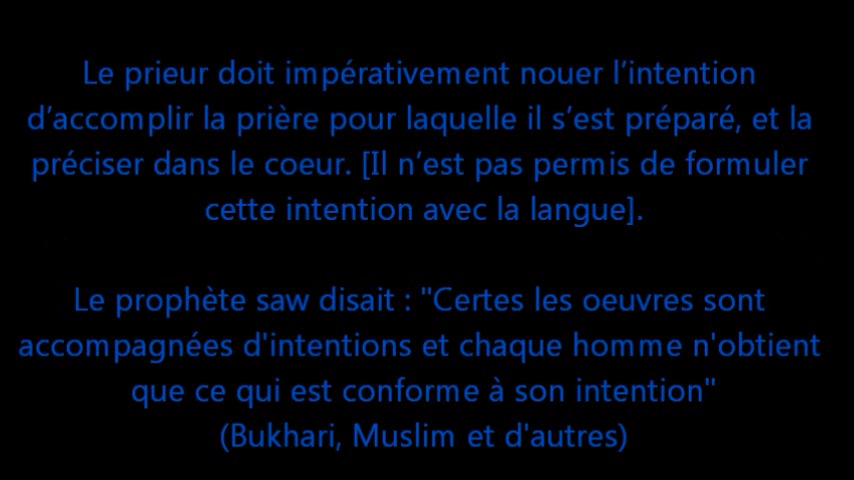 Le prieur doit impérativement nouer l’intention
d’accomplir la prière pour laquelle il s’est préparé, et la
préciser dans le coeur. [Il n’est pas permis de formuler
cette intention avec la langue].
Le prophète saw disait : "Certes les oeuvres sont
accompagnées d'intentions et chaque homme n'obtient
que ce qui est conforme à son intention"
(Bukhari, Muslim et d'autres)